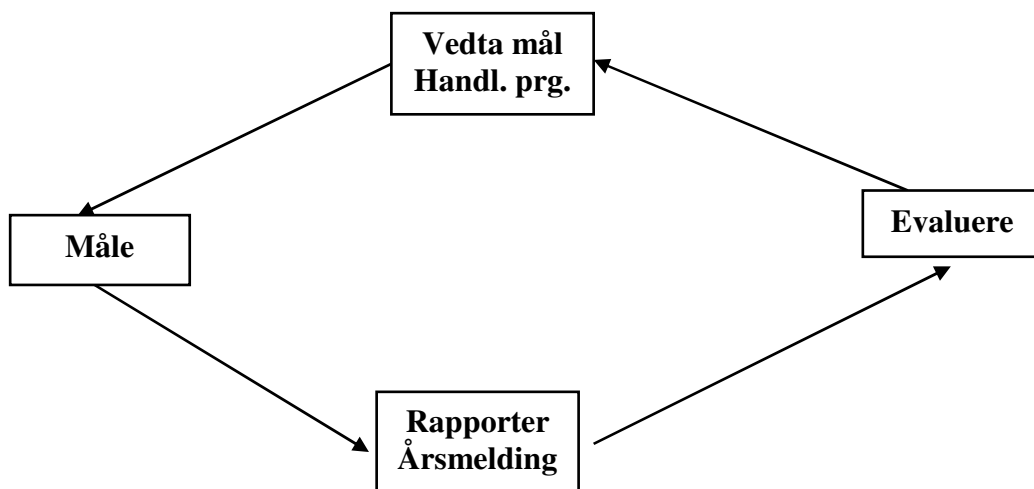 Vedta mål
Handl. prg.
Måle
Evaluere
Rapporter
Årsmelding